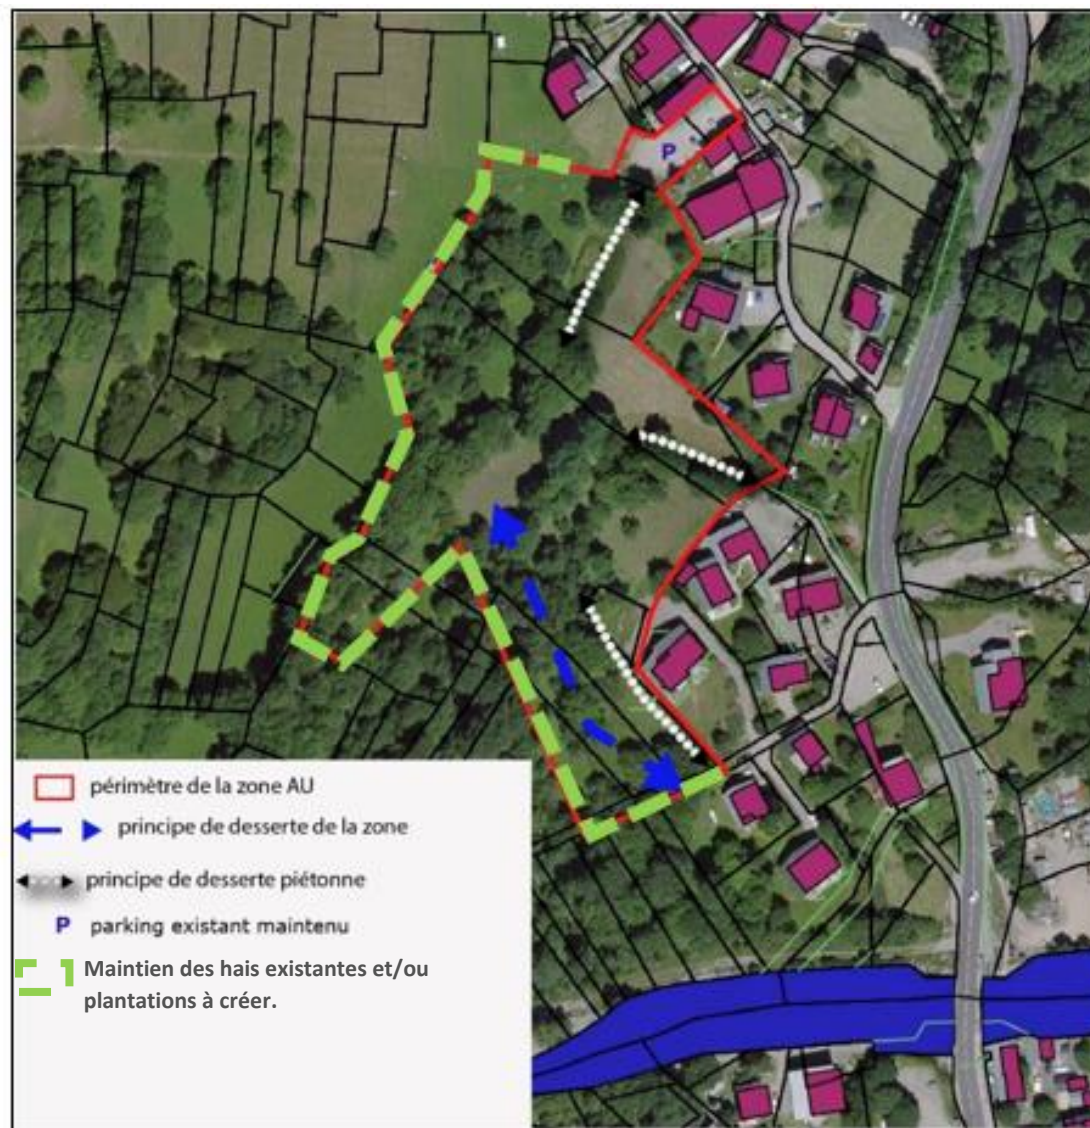 P
périmètre de la zone AU
principe de desserte de la zone
principe de desserte piétonne
P parking existant maintenu
Maintien des hais existantes et/ou
plantations à créer.